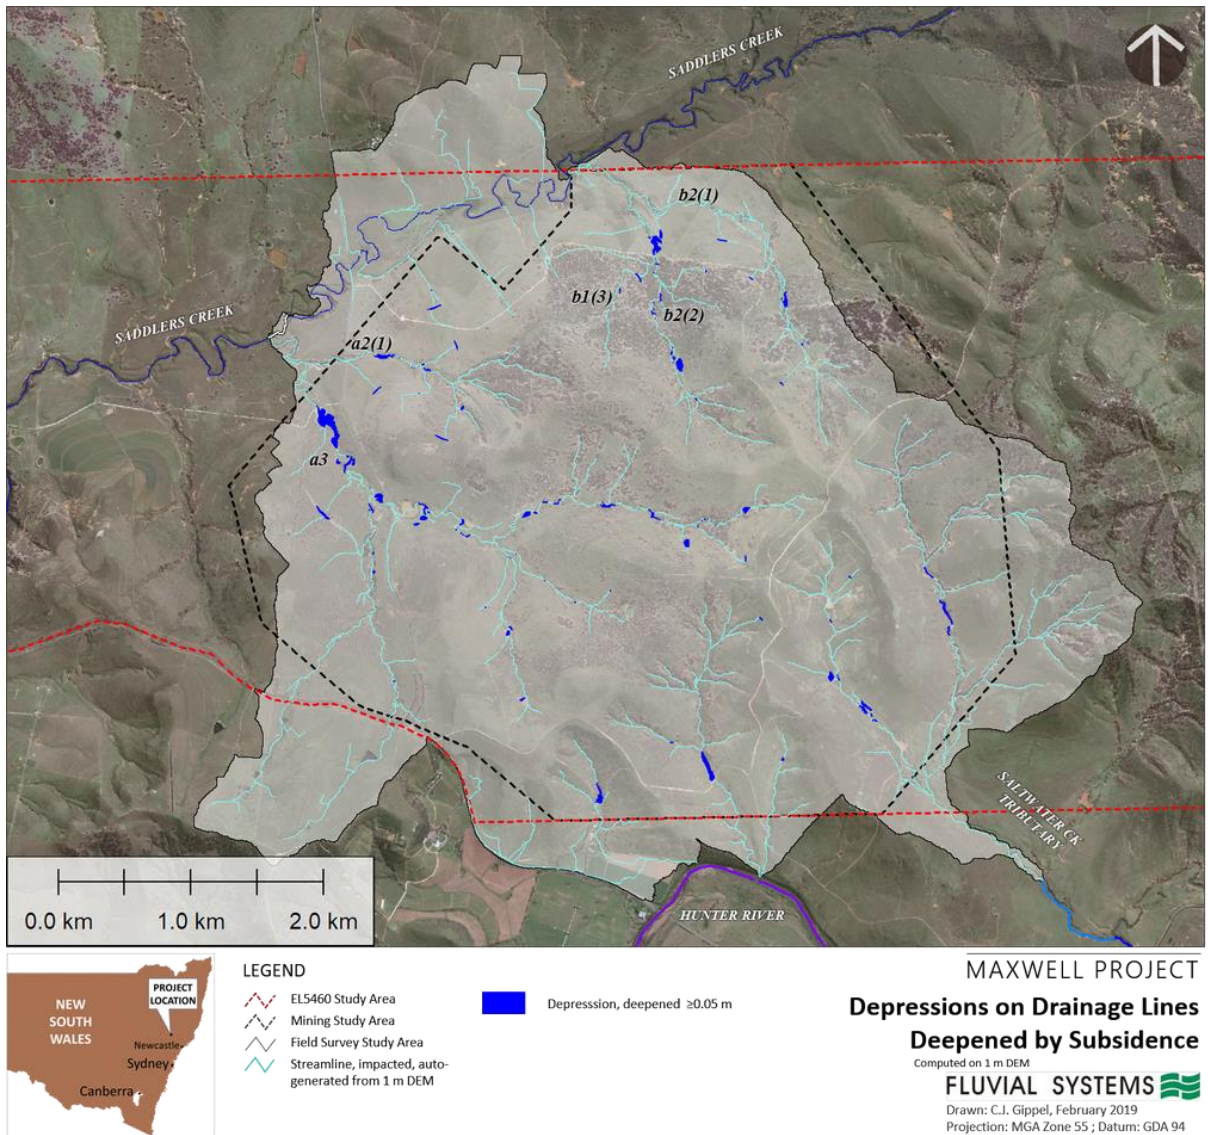 SADDLERS CREEK
b2(1)
b1(3)
b2(2)
SADDLERS CREEK
a2(1)
a3
SALTWATER CK
TRIBUTARY
HUNTER RIVER
0.0 km 1.0 km 2.0 km
NEW
SOUTH
WALES
PROJECT
LOCATION
Newcastle
Sydney
Canberra
LEGEND
EL5460 Study Area
Mining Study Area
Field Survey Study Area
Streamline, impacted, auto-
generated from 1 m DEM
Depresssion, deepened ≥0.05 m
MAXWELL PROJECT
Depressions on Drainage Lines
Deepened by Subsidence
Computed on 1 m DEM
FLUVIAL SYSTEMS
Drawn: C.J. Gippel, February 2019
Projection: MGA Zone 55 ; Datum: GDA 94